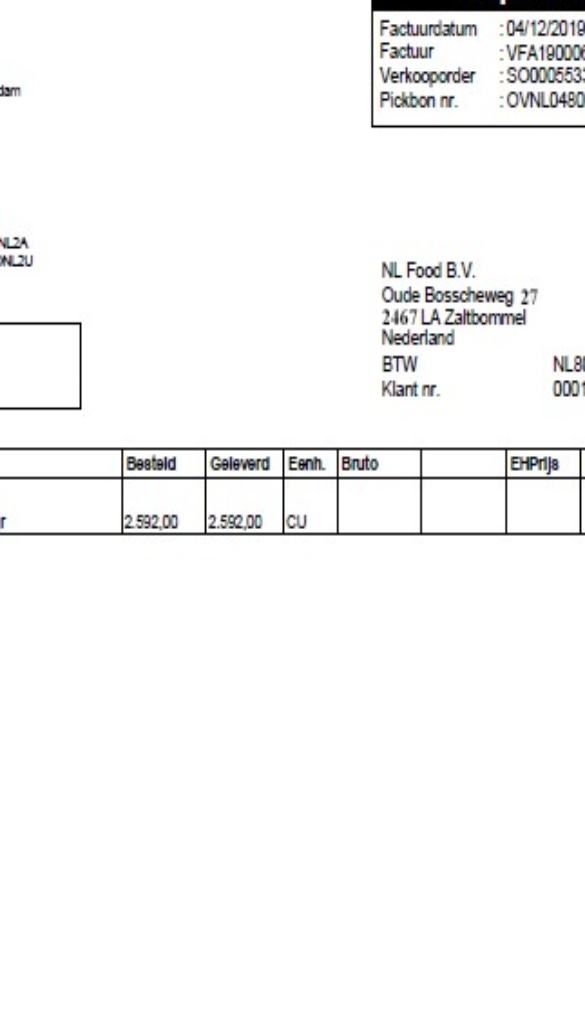 Factuurdatum : 04/12/2019
Factuur : VFA190006
Verkooporder : SO0005533
Pickbon nr. : OVNL0480
dam
NL2A
0NL2U
NL Food B.V.
Oude Bosscheweg 27
2467 LA Zaltbommel
Nederland
BTW NL80
Klant nr. 0001
Besteld Geleverd Eenh. Bruto EHPrijs
r 2.592,00 2.592,00 CU